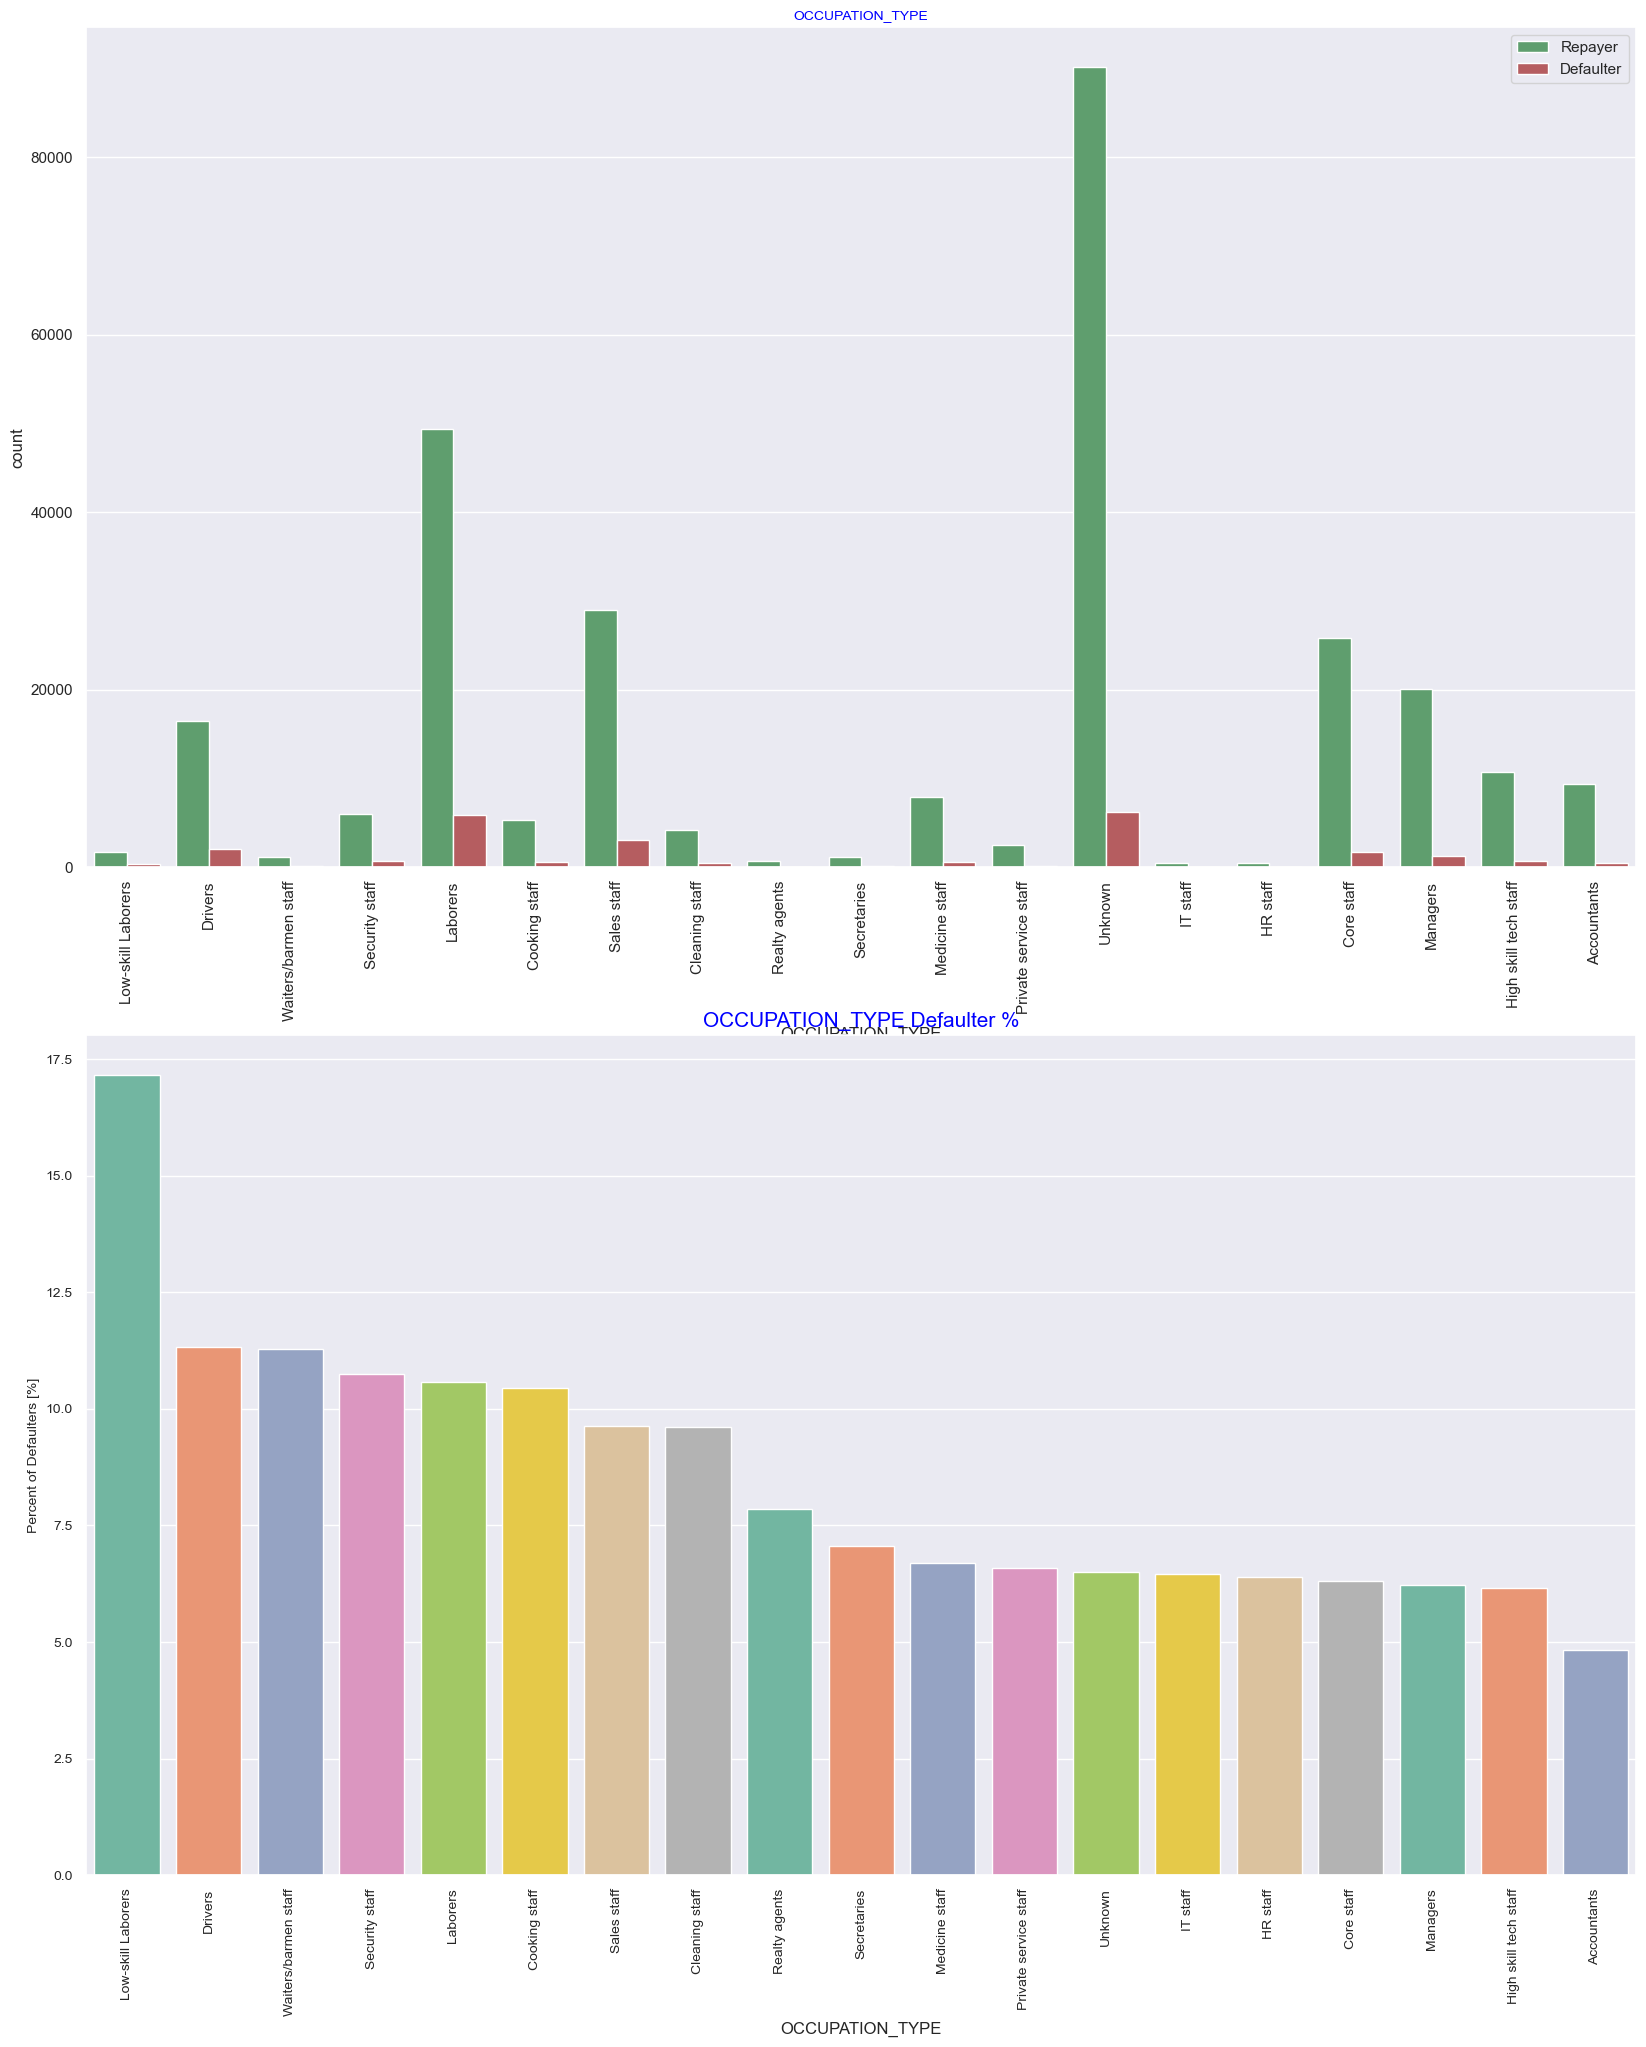 OCCUPATION_TYPE
Repayer
Defaulter
count
80000
60000
40000
20000
0
Low-skill Laborers
Drivers
Waiters/barmen staff
Security staff
Laborers
Cooking staff
Sales staff
Cleaning staff
Realty agents
Secretaries
Medicine staff
Private service staff
Unknown
IT staff
HR staff
Core staff
Managers
High skill tech staff
Accountants
OCCUPATION_TYPE
OCCUPATION_TYPE Defaulter %
Percent of Defaulters [%]
17.5
15.0
12.5
10.0
7.5
5.0
2.5
0.0
Low-skill Laborers
Drivers
Waiters/barmen staff
Security staff
Laborers
Cooking staff
Sales staff
Cleaning staff
Realty agents
Secretaries
Medicine staff
Private service staff
Unknown
IT staff
HR staff
Core staff
Managers
High skill tech staff
Accountants
OCCUPATION_TYPE